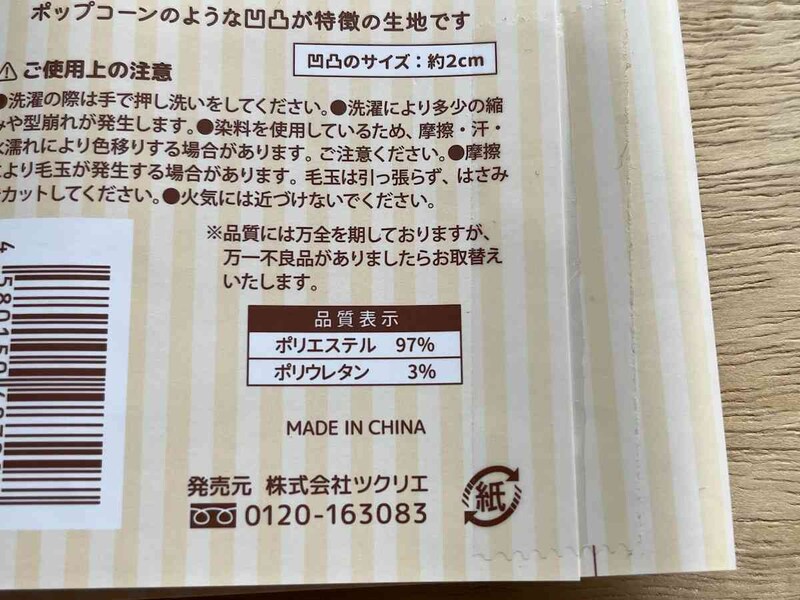 ポップコーンのような凹凸が特徴の生地です
凹凸のサイズ：約2cm
ご使用上の注意
●洗濯の際は手で押し洗いをしてください。●洗濯により多少の縮
みや型崩れが発生します。●染料を使用しているため、摩擦・汗・
水濡れにより色移りする場合があります。ご注意ください。●摩擦
により毛玉が発生する場合があります。毛玉は引っ張らず、はさみ
でカットしてください。●火気には近づけないでください。
※品質には万全を期しておりますが、
万一不良品がありましたらお取替え
いたします。
品質表示
ポリエステル 97%
ポリウレタン 3%
MADE IN CHINA
発売元 株式会社ツクリエ
0120-163083
紙
4